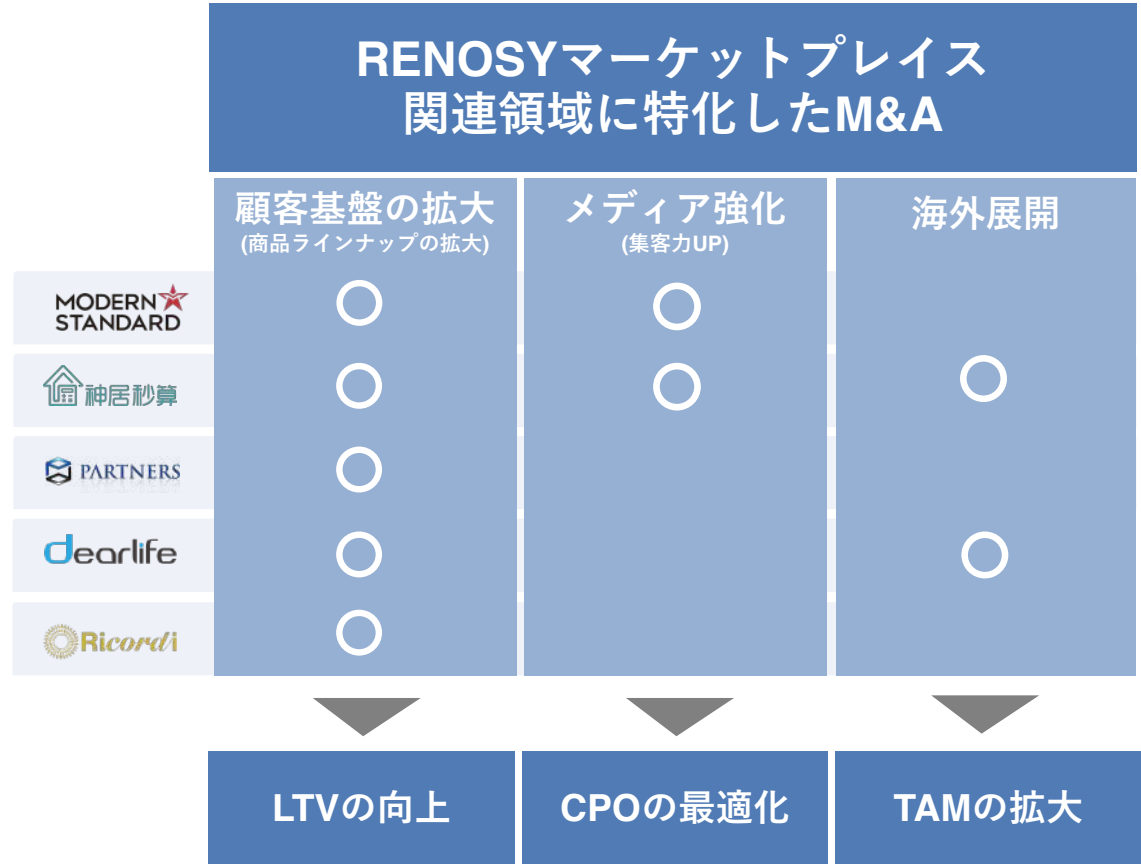 RENOSYマーケットプレイス
関連領域に特化したM&A
顧客基盤の拡大
(商品ラインナップの拡大)
メディア強化
(集客力UP)
海外展開
MODERN
STANDARD
神居秒算
PARTNERS
dearlife
Ricordi
LTVの向上
CPOの最適化
TAMの拡大